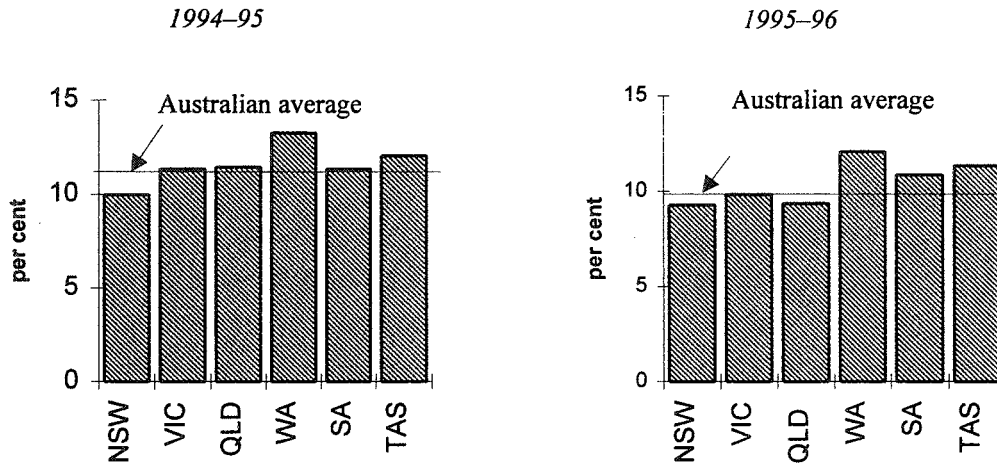 1994–95
15
Australian average
10
per cent
5
0
NSW
VIC
QLD
WA
SA
TAS
1995–96
15
Australian average
10
per cent
5
0
NSW
VIC
QLD
WA
SA
TAS